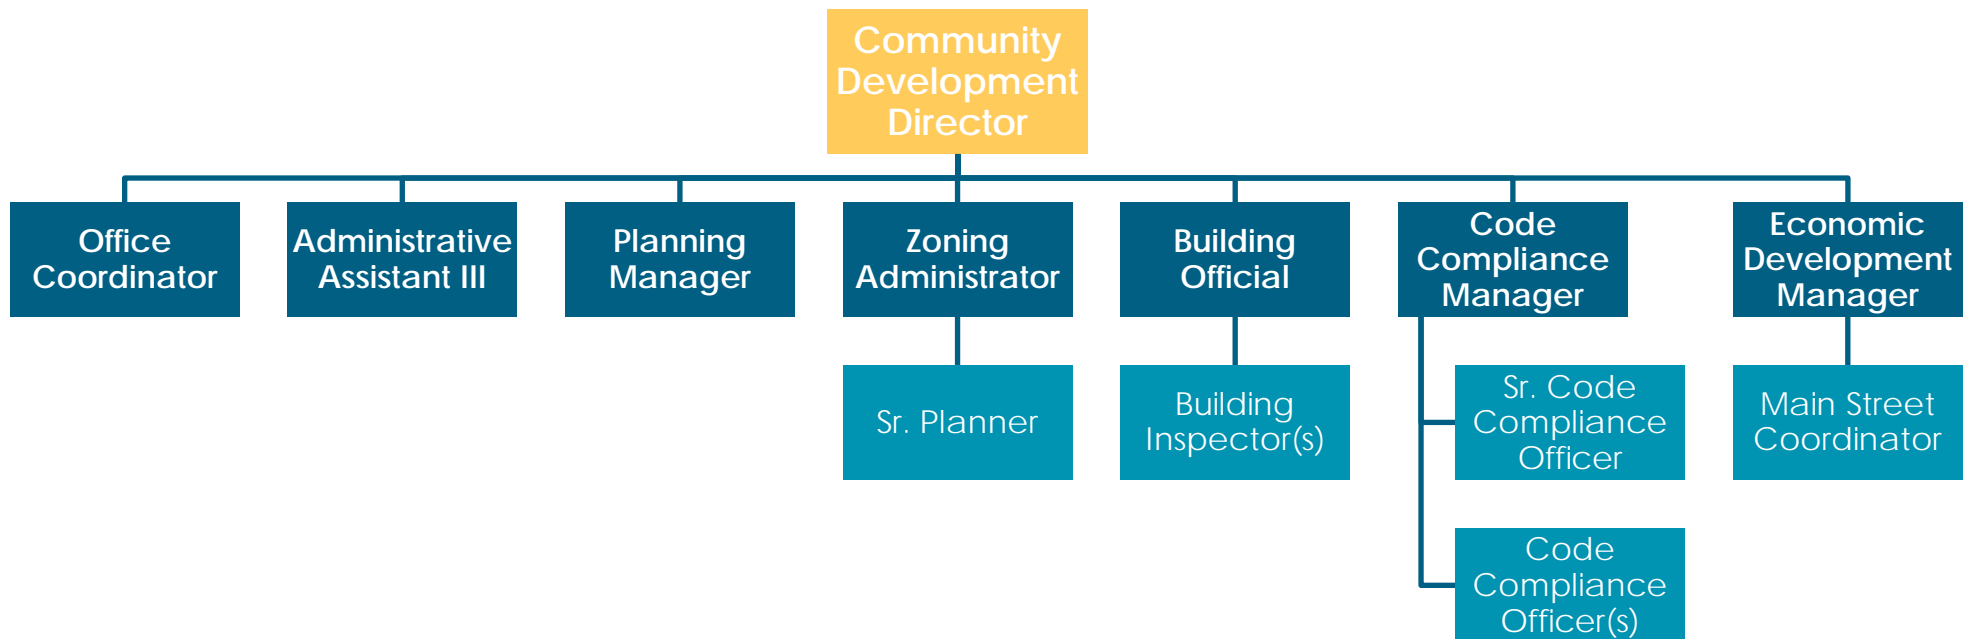 Community
Development
Director
Office
Coordinator
Administrative
Assistant III
Planning
Manager
Zoning
Administrator
Building
Official
Code
Compliance
Manager
Economic
Development
Manager
Sr. Planner
Building
Inspector(s)
Sr. Code
Compliance
Officer
Main Street
Coordinator
Code
Compliance
Officer(s)